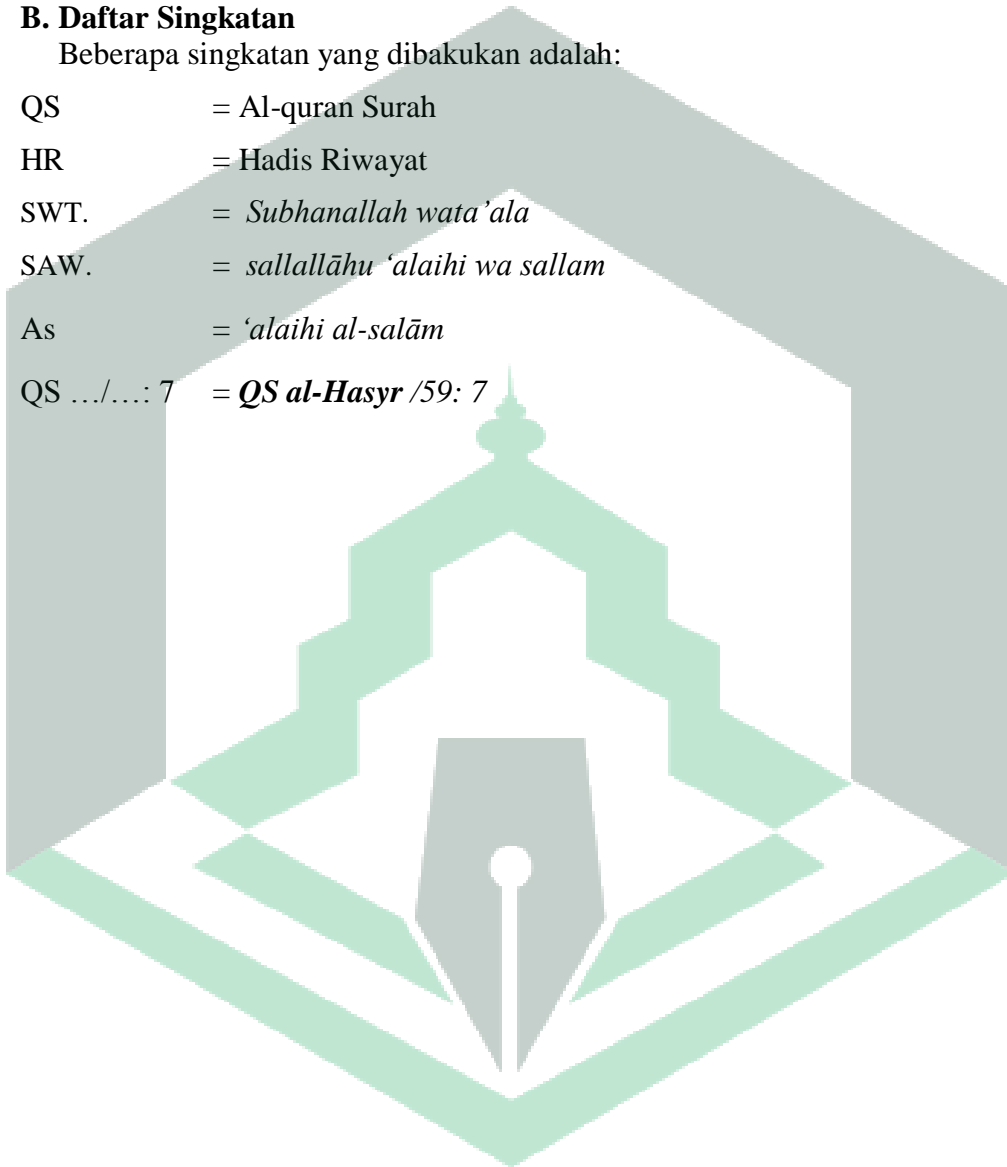 B. Daftar Singkatan
Beberapa singkatan yang dibakukan adalah:
QS = Al-quran Surah
HR = Hadis Riwayat
SWT. = Subhanallah wata’ala
SAW. = sallallāhu ‘alaihi wa sallam
As = ‘alaihi al-salām
QS …/…: 7 = QS al-Hasyr /59: 7